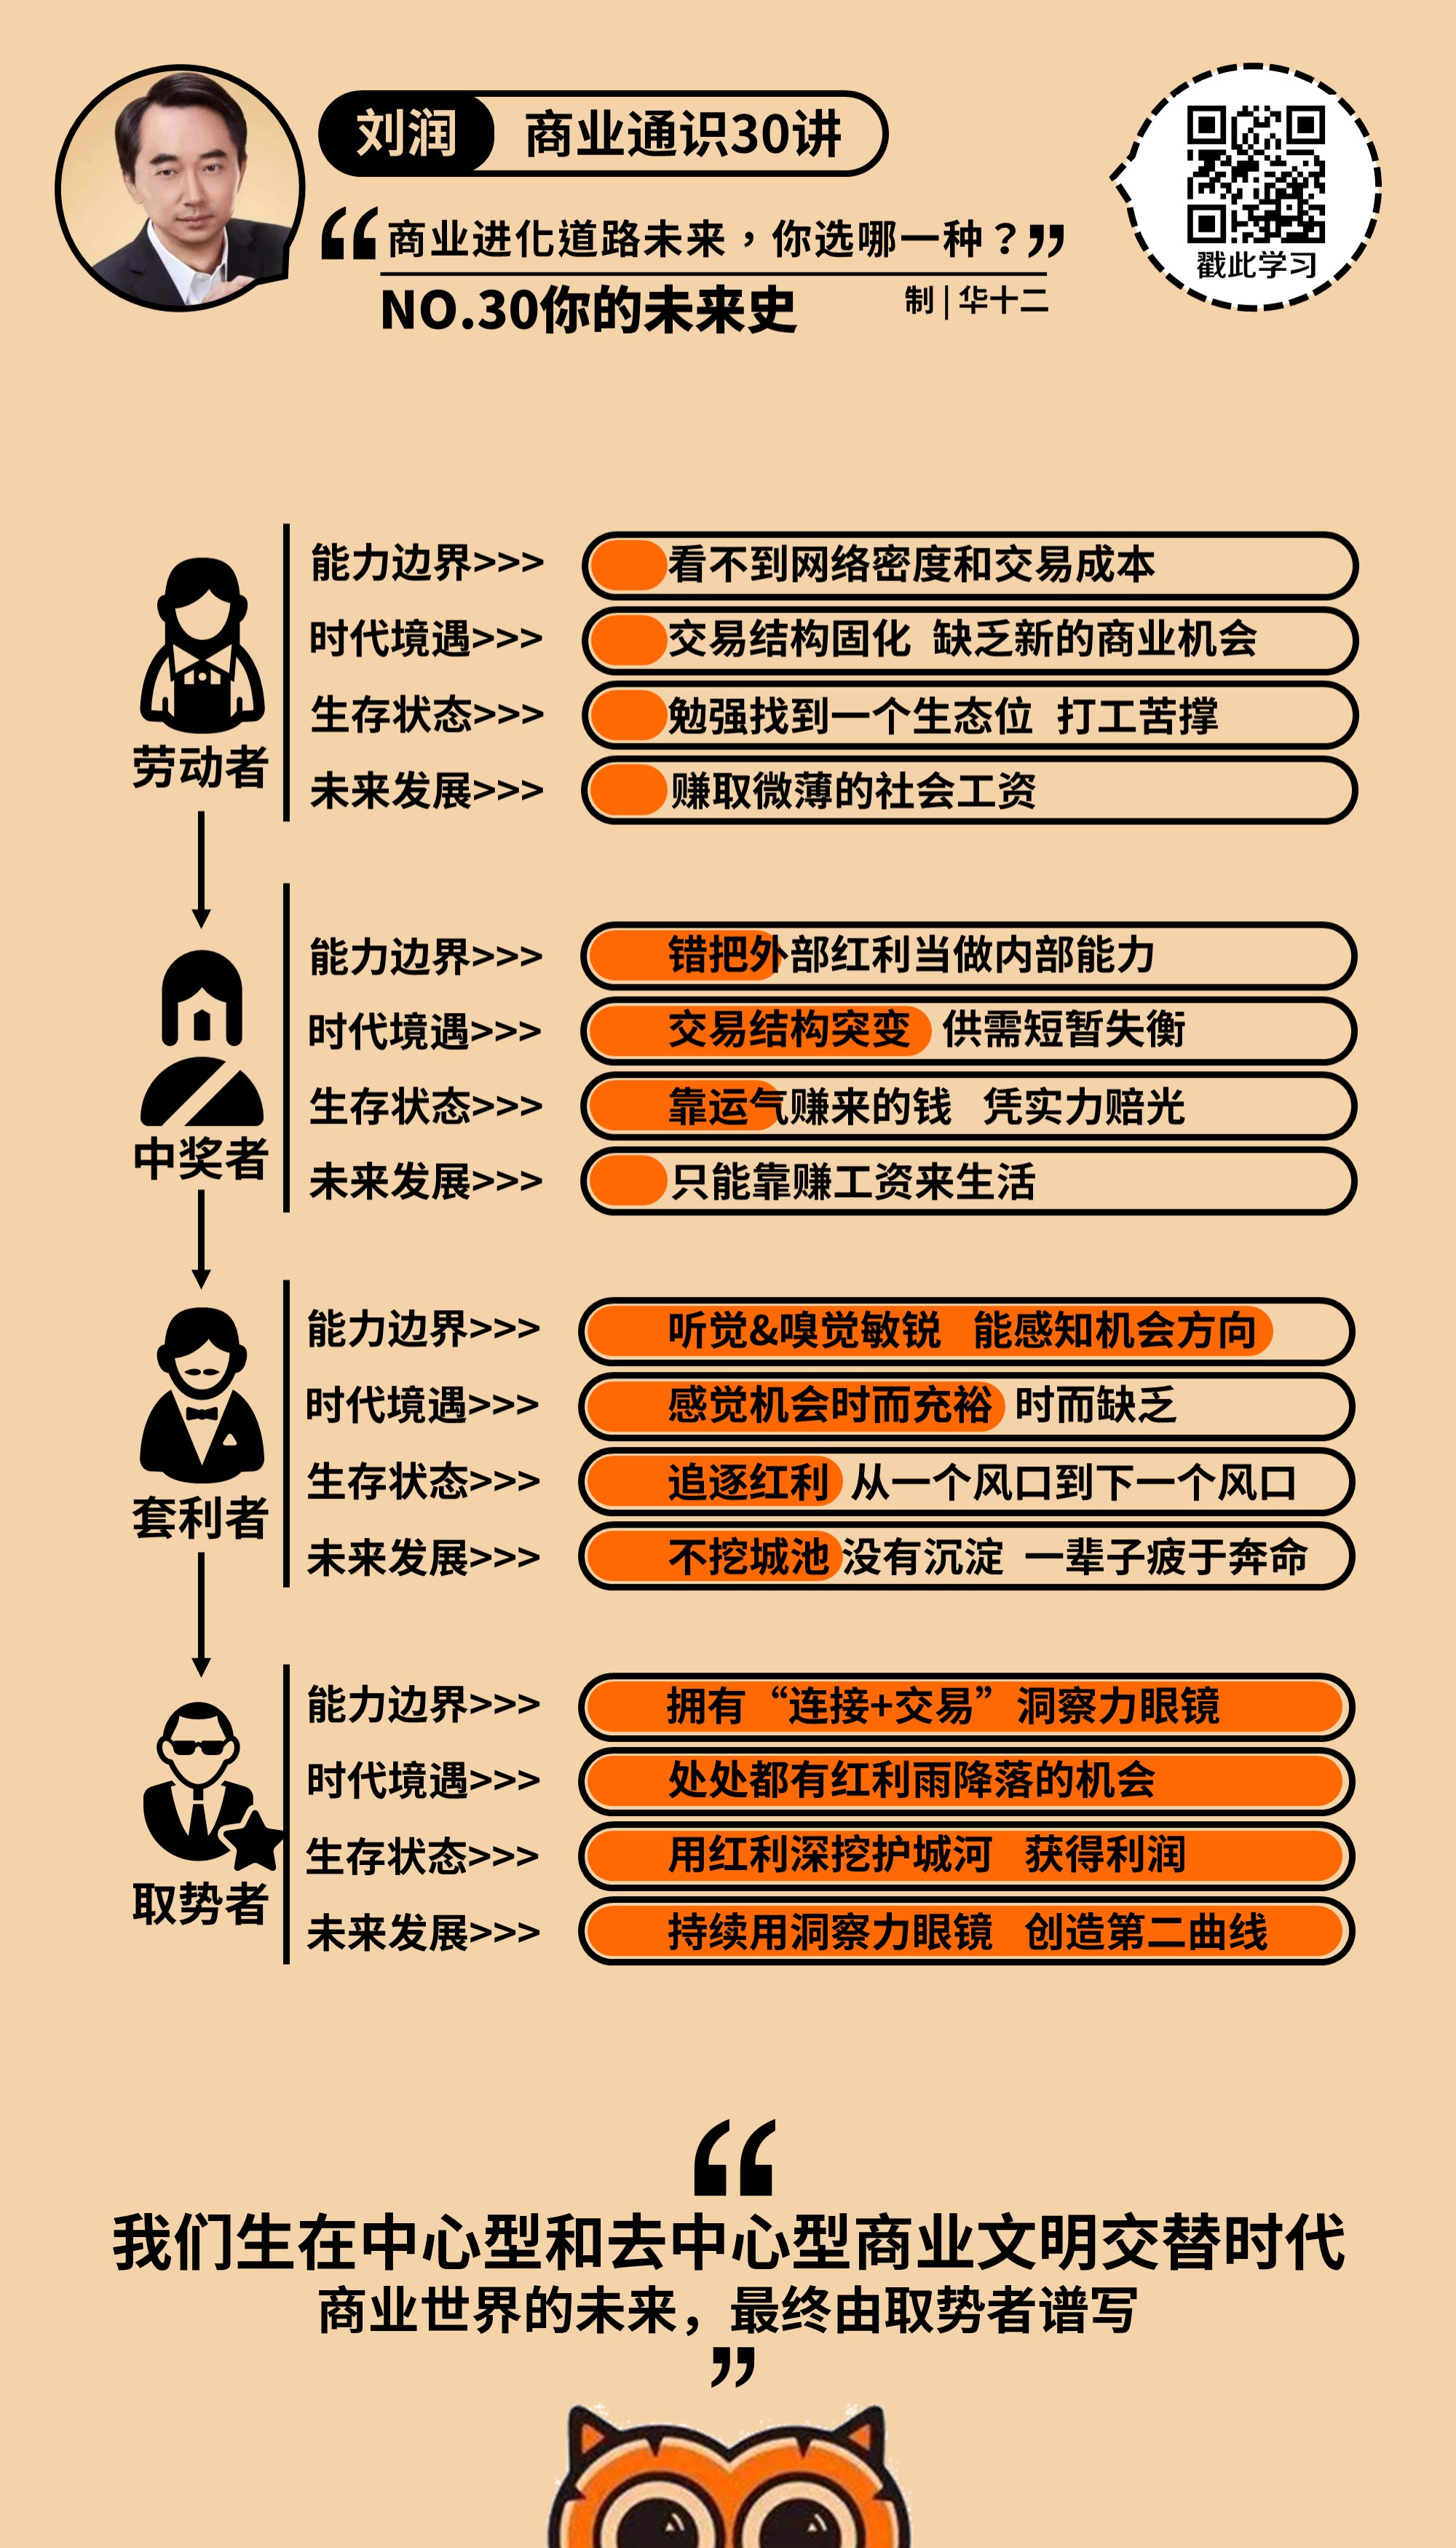 刘润 商业通识30讲
“商业进化道路未来，你选哪一种？”
NO.30你的未来史
制 | 华十二
戳此学习
劳动者
能力边界>>> 看不到网络密度和交易成本
时代境遇>>> 交易结构固化 缺乏新的商业机会
生存状态>>> 勉强找到一个生态位 打工苦撑
未来发展>>> 赚取微薄的社会工资
中奖者
能力边界>>> 错把外部红利当做内部能力
时代境遇>>> 交易结构突变 供需短暂失衡
生存状态>>> 靠运气赚来的钱 凭实力赔光
未来发展>>> 只能靠赚工资来生活
套利者
能力边界>>> 听觉&嗅觉敏锐 能感知机会方向
时代境遇>>> 感觉机会时而充裕 时而缺乏
生存状态>>> 追逐红利 从一个风口到下一个风口
未来发展>>> 不挖城池 没有沉淀 一辈子疲于奔命
取势者
能力边界>>> 拥有“连接+交易”洞察力眼镜
时代境遇>>> 处处都有红利雨降落的机会
生存状态>>> 用红利深挖护城河 获得利润
未来发展>>> 持续用洞察力眼镜 创造第二曲线
“
我们生在中心型和去中心型商业文明交替时代
商业世界的未来，最终由取势者谱写
”